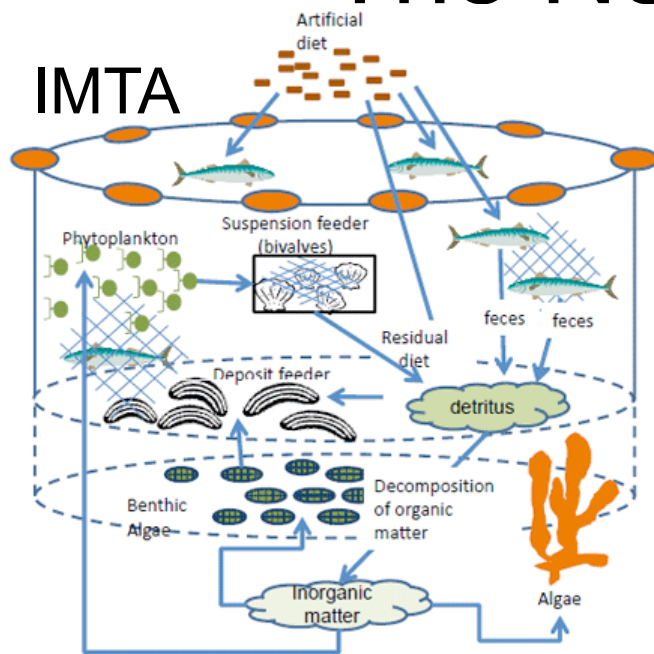 Artificial
diet
IMTA
Phytoplankton
Suspension feeder
(bivalves)
Residual
diet
feces
feces
Deposit feeder
detritus
Benthic
Algae
Decomposition
of organic
matter
Inorganic
matter
Algae